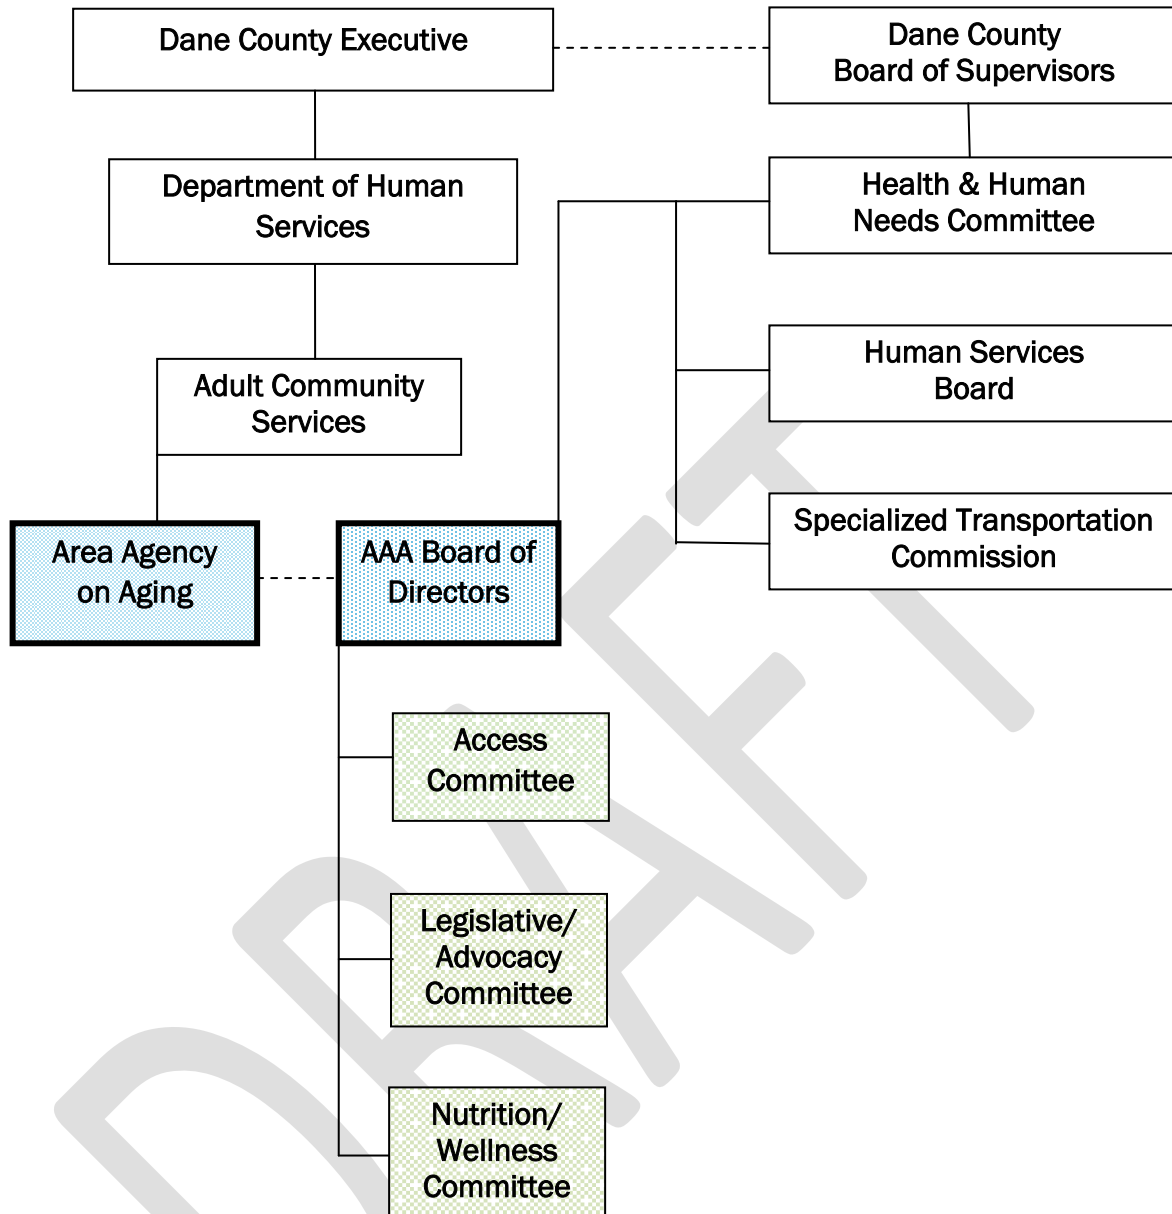 Dane County Executive
Dane County
Board of Supervisors
Department of Human
Services
Health & Human
Needs Committee
Adult Community
Services
Human Services
Board
Area Agency
on Aging
AAA Board of
Directors
Specialized Transportation
Commission
Access
Committee
Legislative/
Advocacy
Committee
Nutrition/
Wellness
Committee
DRAFT